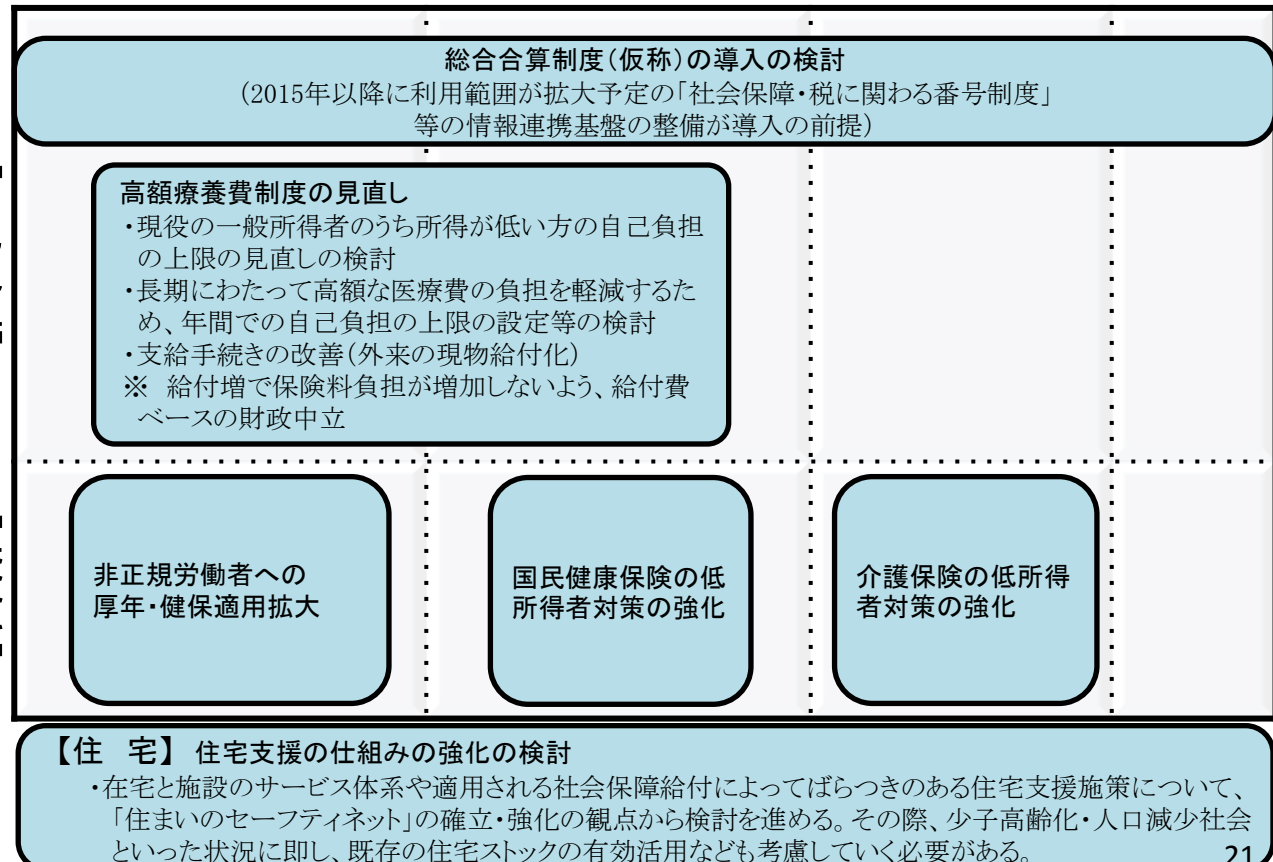 総合合算制度(仮称)の導入の検討
(2015年以降に利用範囲が拡大予定の「社会保障・税に関わる番号制度」
等の情報連携基盤の整備が導入の前提)
高額療養費制度の見直し
・現役の一般所得者のうち所得が低い方の自己負担
の上限の見直しの検討
・長期にわたって高額な医療費の負担を軽減するた
め、年間での自己負担の上限の設定等の検討
・支給手続きの改善(外来の現物給付化)
※ 給付増で保険料負担が増加しないよう、給付費
ベースの財政中立
非正規労働者への
厚年・健保適用拡大
国民健康保険の低
所得者対策の強化
介護保険の低所得
者対策の強化
【住 宅】 住宅支援の仕組みの強化の検討
・在宅と施設のサービス体系や適用される社会保障給付によってばらつきのある住宅支援施策について、
「住まいのセーフティネット」の確立・強化の観点から検討を進める。その際、少子高齢化・人口減少社会
といった状況に即し、既存の住宅ストックの有効活用なども考慮していく必要がある。
21